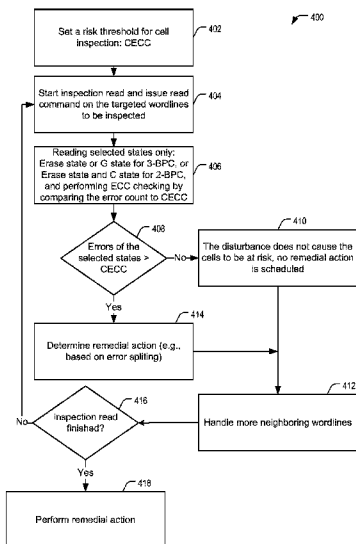 400
Set a risk threshold for cell
inspection: CECC
402
Start inspection read and issue read
command on the targeted wordlines
to be inspected
404
Reading selected states only:
Erase state or G state for 3-BPC, or
Erase state and C state for 2-BPC,
and performing ECC checking by
comparing the error count to CECC
406
408
Errors of the
selected states >
CECC
No
410
The disturbance does not cause the
cells to be at risk, no remedial action
is scheduled
Yes
414
Determine remedial action (e.g.,
based on error spliting)
416
Inspection read
finished?
No
412
Handle more neighboring wordlines
Yes
418
Perform remedial action